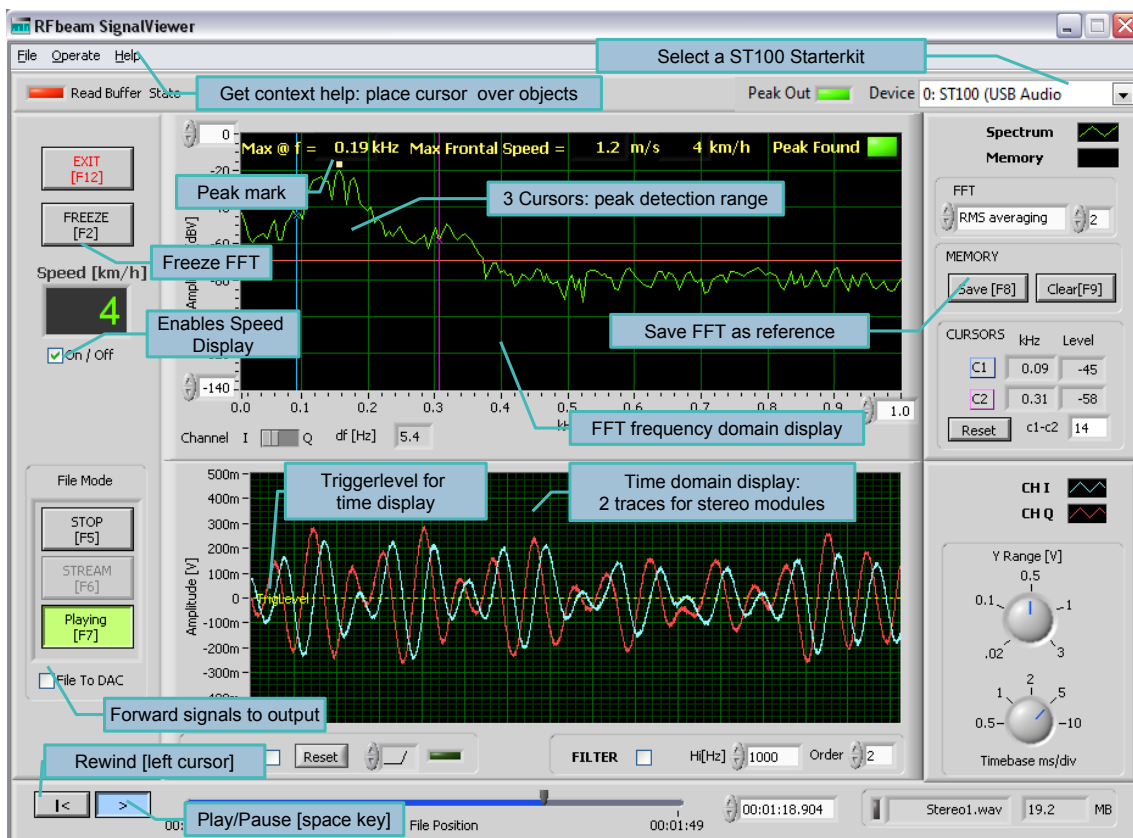 RFbeam SignalViewer
File Operate Help
Select a ST100 Starterkit
Read Buffer State
Get context help: place cursor over objects
Peak Out
Device
0: ST100 (USB Audio
EXIT
[F12]
FREEZE
[F2]
Freeze FFT
Speed [km/h]
4
Enables Speed
Display
On / Off
0
-20
-60
-80
-140
Max @ f = 0.19 kHz Max Frontal Speed = 1.2 m/s 4 km/h Peak Found
Peak mark
3 Cursors: peak detection range
Save FFT as reference
0.0 0.1 0.2 0.3 0.4 0.5 0.6 0.7 0.8 0.9
1.0
FFT frequency domain display
Channel I Q df [Hz] 5.4
Spectrum
Memory
FFT
RMS averaging
2
MEMORY
Save [F8]
Clear[F9]
CURSORS kHz Level
C1 0.09 -45
C2 0.31 -58
Reset c1-c2 14
File Mode
STOP
[F5]
STREAM
[F6]
Playing
[F7]
File To DAC
Forward signals to output
Amplitude [V]
500m
400m
300m
200m
100m
0
-100m
-200m
-300m
TrigLevel
Triggerlevel for
time display
Time domain display:
2 traces for stereo modules
CH I
CH Q
Y Range [V]
0.5
0.1 1
.02 3
2
1 5
0.5 10
Timebase ms/div
Reset
FILTER
Hi[Hz] 1000 Order 2
Rewind [left cursor]
|<
>
Play/Pause [space key]
File Position
00:01:49
00:01:18.904
Stereo1.wav 19.2 MB